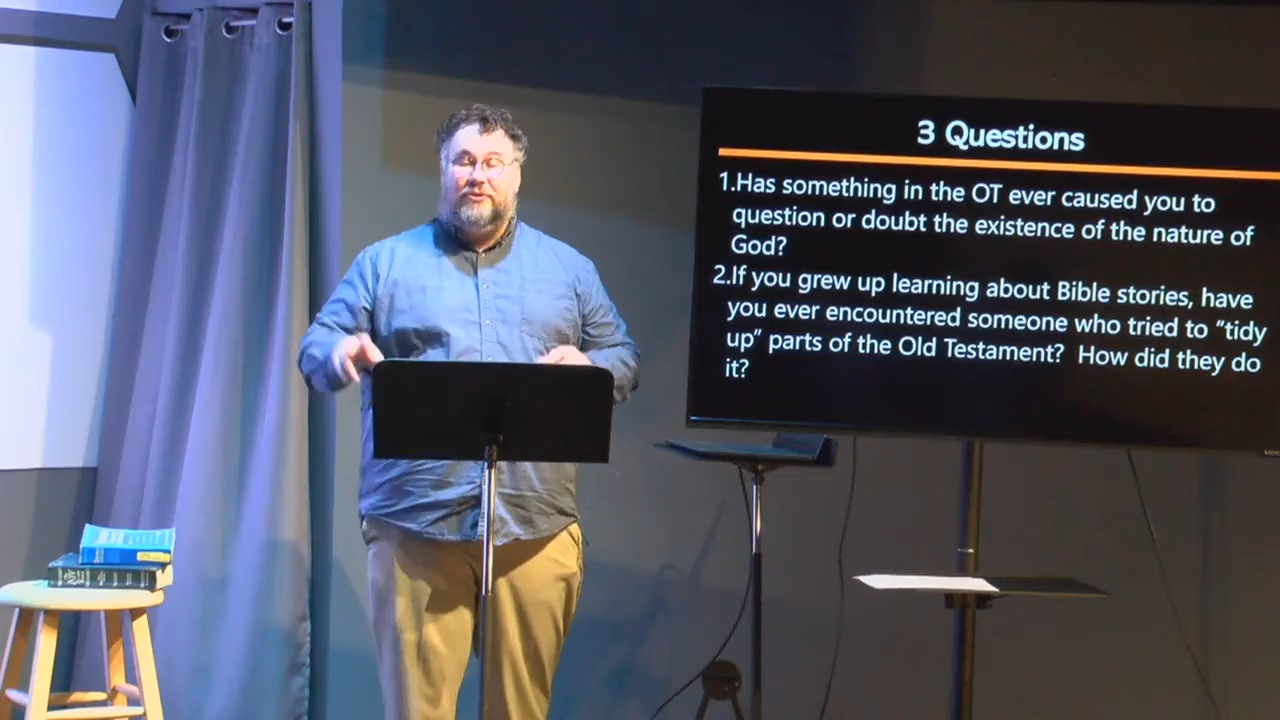 3 Questions
1.Has something in the OT ever caused you to
question or doubt the existence of the nature of
God?
2.If you grew up learning about Bible stories, have
you ever encountered someone who tried to "tidy
up" parts of the Old Testament? How did they do
it?